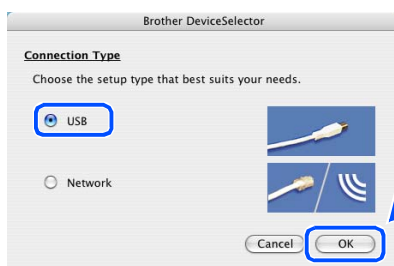 Brother DeviceSelector
Connection Type
Choose the setup type that best suits your needs.
USB
Network
Cancel OK